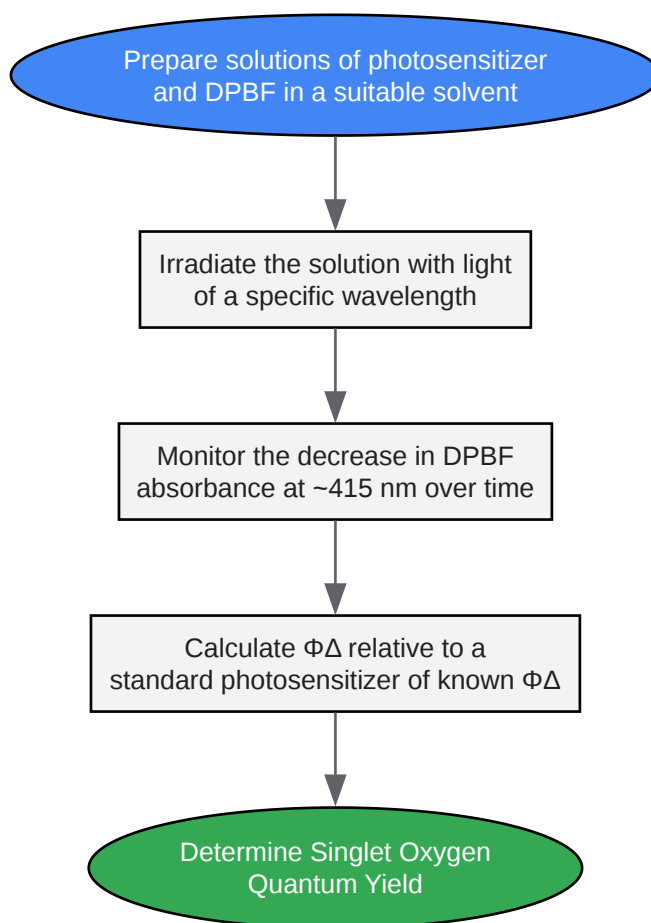 Prepare solutions of photosensitizer
and DPBF in a suitable solvent
Irradiate the solution with light
of a specific wavelength
Monitor the decrease in DPBF
absorbance at ~415 nm over time
Calculate ΦΔ relative to a
standard photosensitizer of known ΦΔ
Determine Singlet Oxygen
Quantum Yield